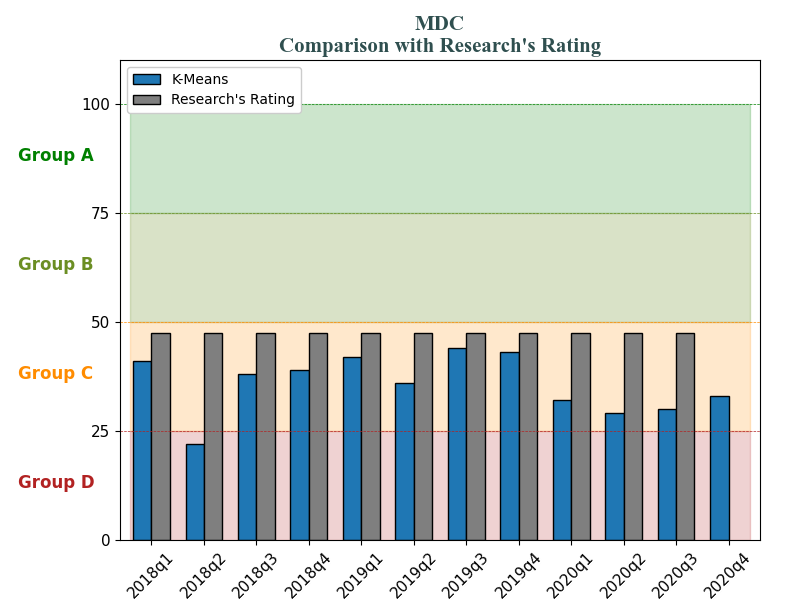 MDC
Comparison with Research's Rating
K-Means
Research's Rating
100
Group A
75
Group B
50
Group C
25
Group D
0
2018q1
2018q2
2018q3
2018q4
2019q1
2019q2
2019q3
2019q4
2020q1
2020q2
2020q3
2020q4